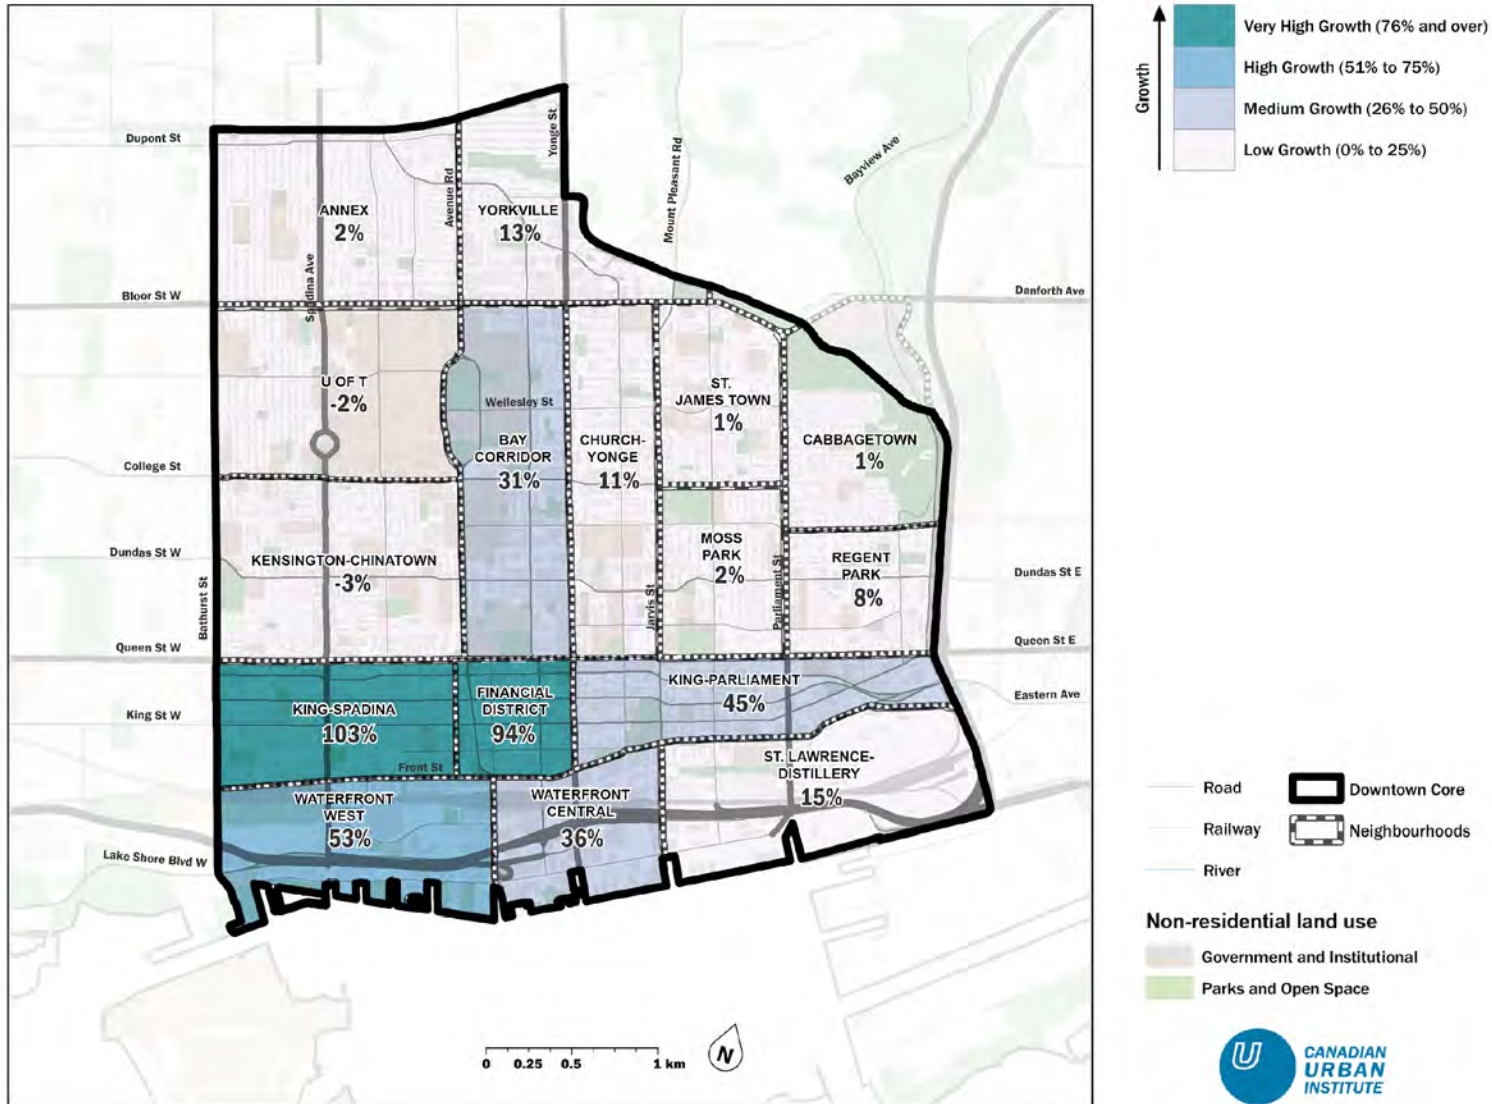 Very High Growth (76% and over)
High Growth (51% to 75%)
Medium Growth (26% to 50%)
Low Growth (0% to 25%)
Growth
Dupont St
Yonge St
Mount Pleasant Rd
Bayview Ave
Avenue Rd
ANNEX
2%
YORKVILLE
13%
Spadina Ave
Bloor St W
Danforth Ave
U OF T
-2%
Wellesley St
ST.
JAMES TOWN
1%
BAY
CORRIDOR
31%
CHURCH-
YONGE
11%
CABBAGETOWN
1%
College St
Dundas St W
KENSINGTON-CHINATOWN
-3%
MOSS
PARK
2%
REGENT
PARK
8%
Dundas St E
Bathurst St
Jarvis St
Parliament St
Queen St W
Queen St E
KING-SPADINA
103%
FINANCIAL
DISTRICT
94%
KING-PARLIAMENT
45%
Eastern Ave
King St W
Front St
ST. LAWRENCE-
DISTILLERY
15%
WATERFRONT
WEST
53%
WATERFRONT
CENTRAL
36%
Lake Shore Blvd W
0 0.25 0.5 1 km
N
Road
Railway
River
Downtown Core
Neighbourhoods
Non-residential land use
Government and Institutional
Parks and Open Space
U
CANADIAN
URBAN
INSTITUTE